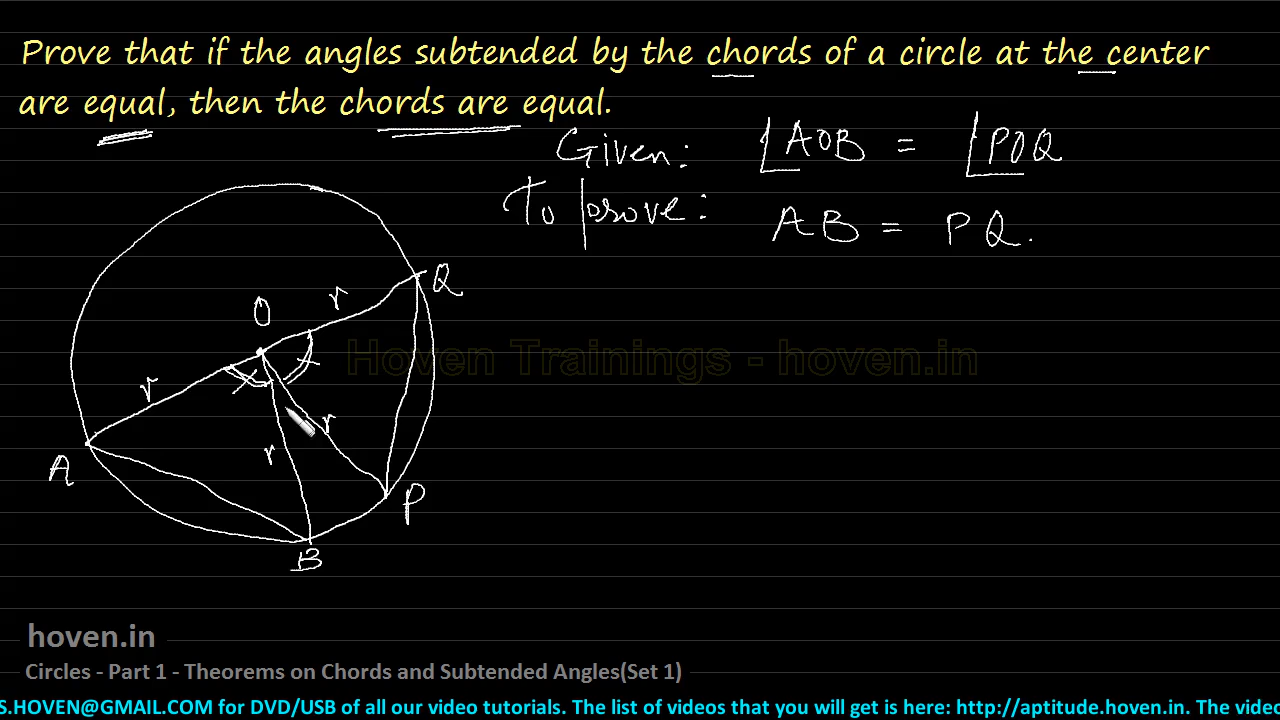 Prove that if the angles subtended by the chords of a circle at the center
are equal, then the chords are equal.
Given: ∠AOB = ∠POQ
To prove: AB = PQ.
Q
r
O
Hoven Trainings - hoven.in
r
r
r
A
P
B
hoven.in
Circles - Part 1 - Theorems on Chords and Subtended Angles(Set 1)
S.HOVEN@GMAIL.COM for DVD/USB of all our video tutorials. The list of videos that you will get is here: http://aptitude.hoven.in. The vide